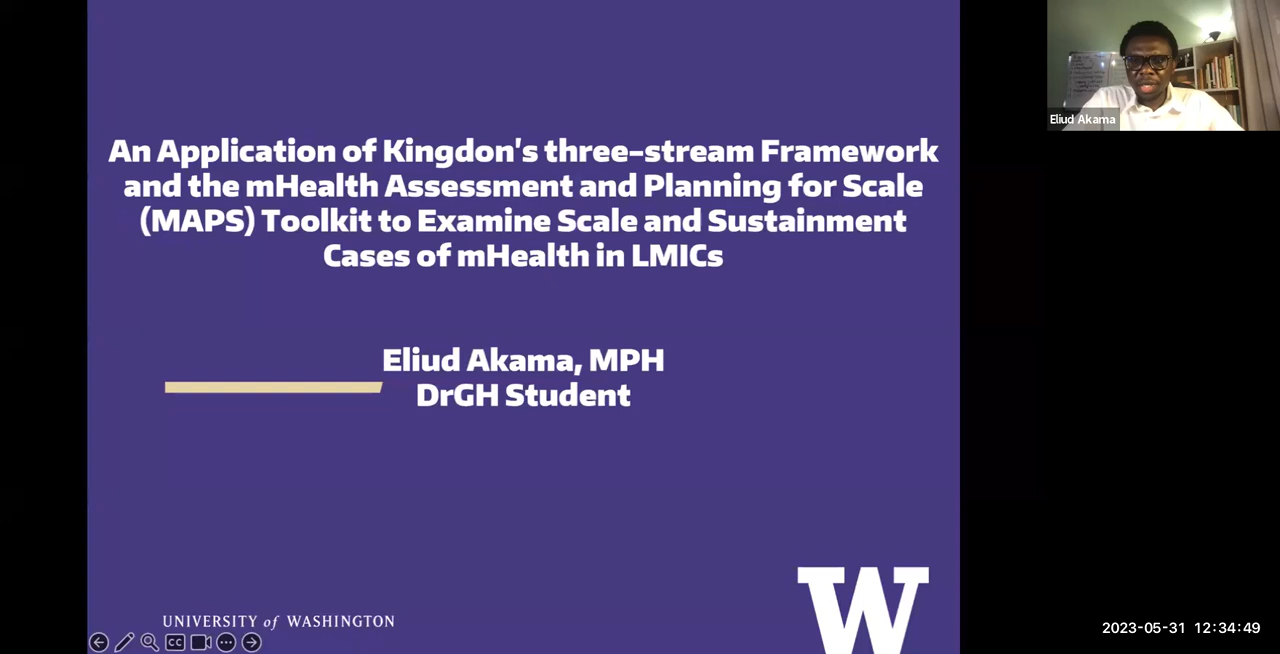 An Application of Kingdon's three-stream Framework
and the mHealth Assessment and Planning for Scale
(MAPS) Toolkit to Examine Scale and Sustainment
Cases of mHealth in LMICs
Eliud Akama, MPH
DrGH Student
UNIVERSITY of WASHINGTON
W
CC
Eliud Akama
2023-05-31 12:34:49